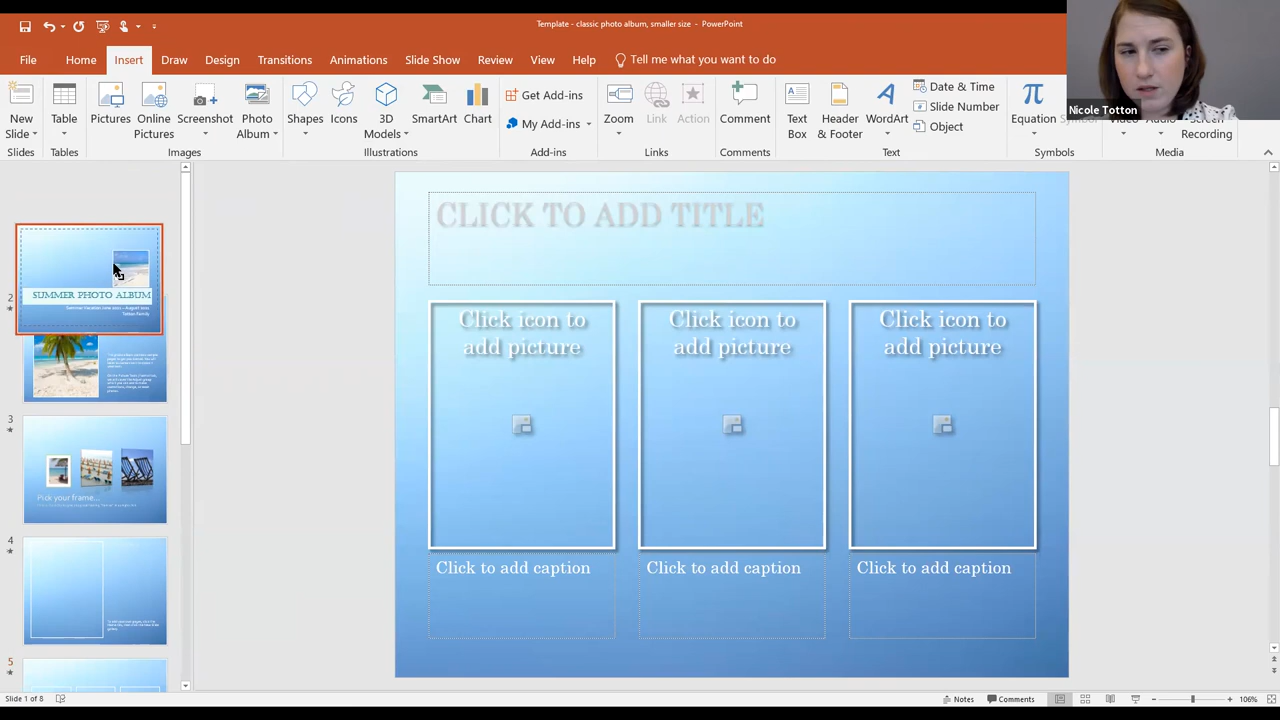 Template - classic photo album, smaller size - PowerPoint
File Home Insert Draw Design Transitions Animations Slide Show Review View Help Tell me what you want to do
Nicole Totton
New Slide
Table
Pictures
Online Pictures
Screenshot
Photo Album
Shapes
Icons
3D Models
SmartArt
Chart
Get Add-ins
My Add-ins
Zoom
Link
Action
Comment
Text Box
Header & Footer
WordArt
Date & Time
Slide Number
Object
Equation
Screen Recording
Slides Tables Images Illustrations Add-ins Links Comments Text Symbols Media
SUMMER PHOTO ALBUM
2
3
Pick your frame...
4
5
CLICK TO ADD TITLE
Click icon to add picture
Click icon to add picture
Click icon to add picture
Click to add caption
Click to add caption
Click to add caption
Slide 1 of 8
Notes
Comments
106%